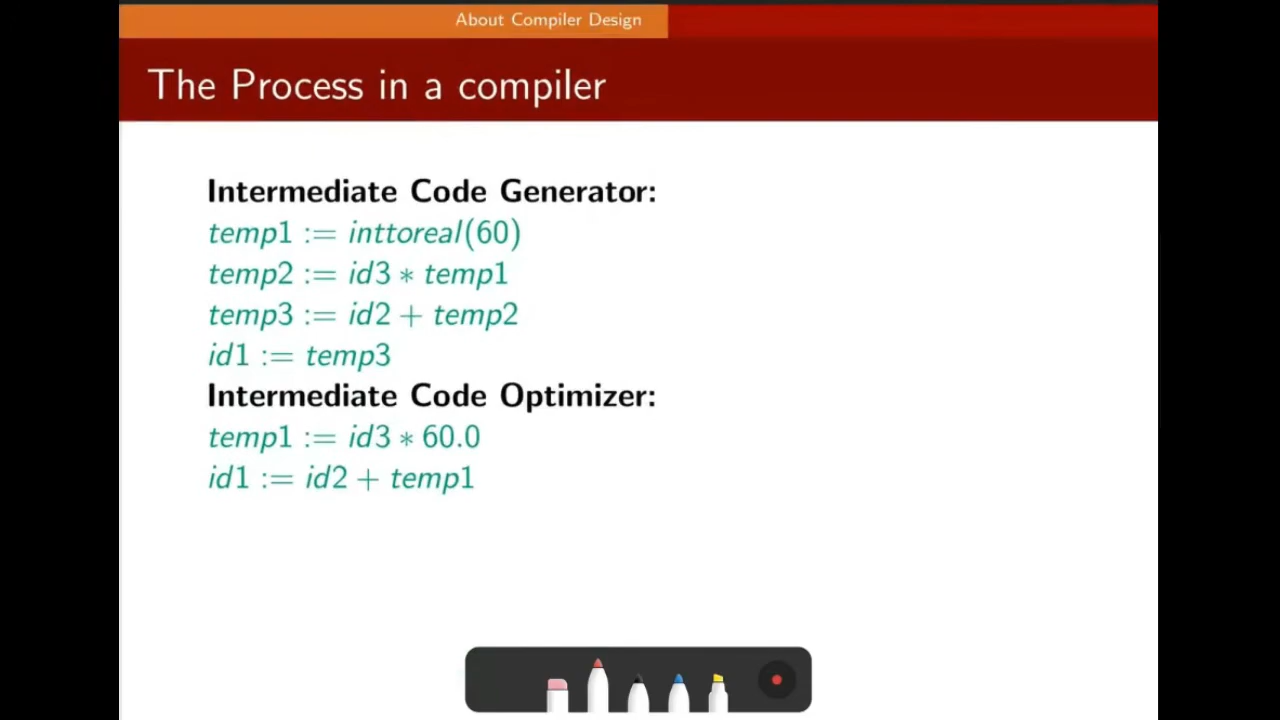 About Compiler Design
The Process in a compiler
Intermediate Code Generator:
temp1 := inttoreal(60)
temp2 := id3 * temp1
temp3 := id2 + temp2
id1 := temp3
Intermediate Code Optimizer:
temp1 := id3 * 60.0
id1 := id2 + temp1